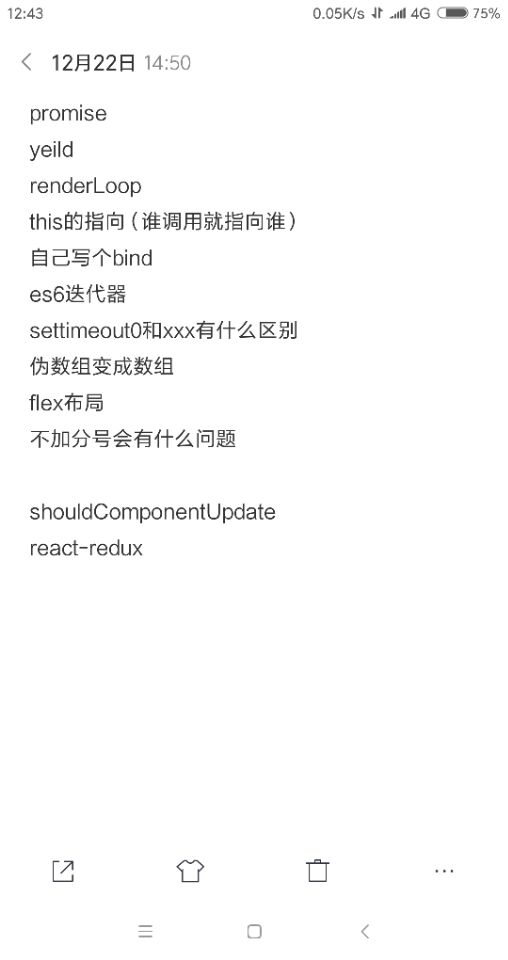 12:43 0.05K/s 4G 75%
12月22日 14:50
promise
yeild
renderLoop
this的指向（谁调用就指向谁）
自己写个bind
es6迭代器
settimeout0和xxx有什么区别
伪数组变成数组
flex布局
不加分号会有什么问题
shouldComponentUpdate
react-redux